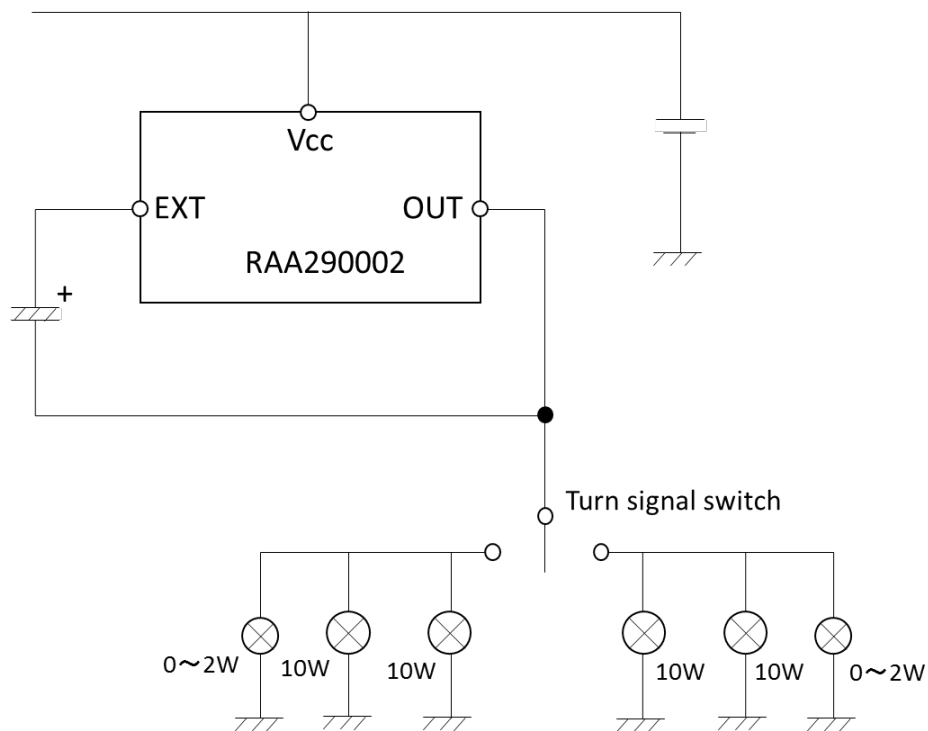 Vcc
EXT
OUT
RAA290002
+
Turn signal switch
0～2W
10W
10W
10W
10W
0～2W